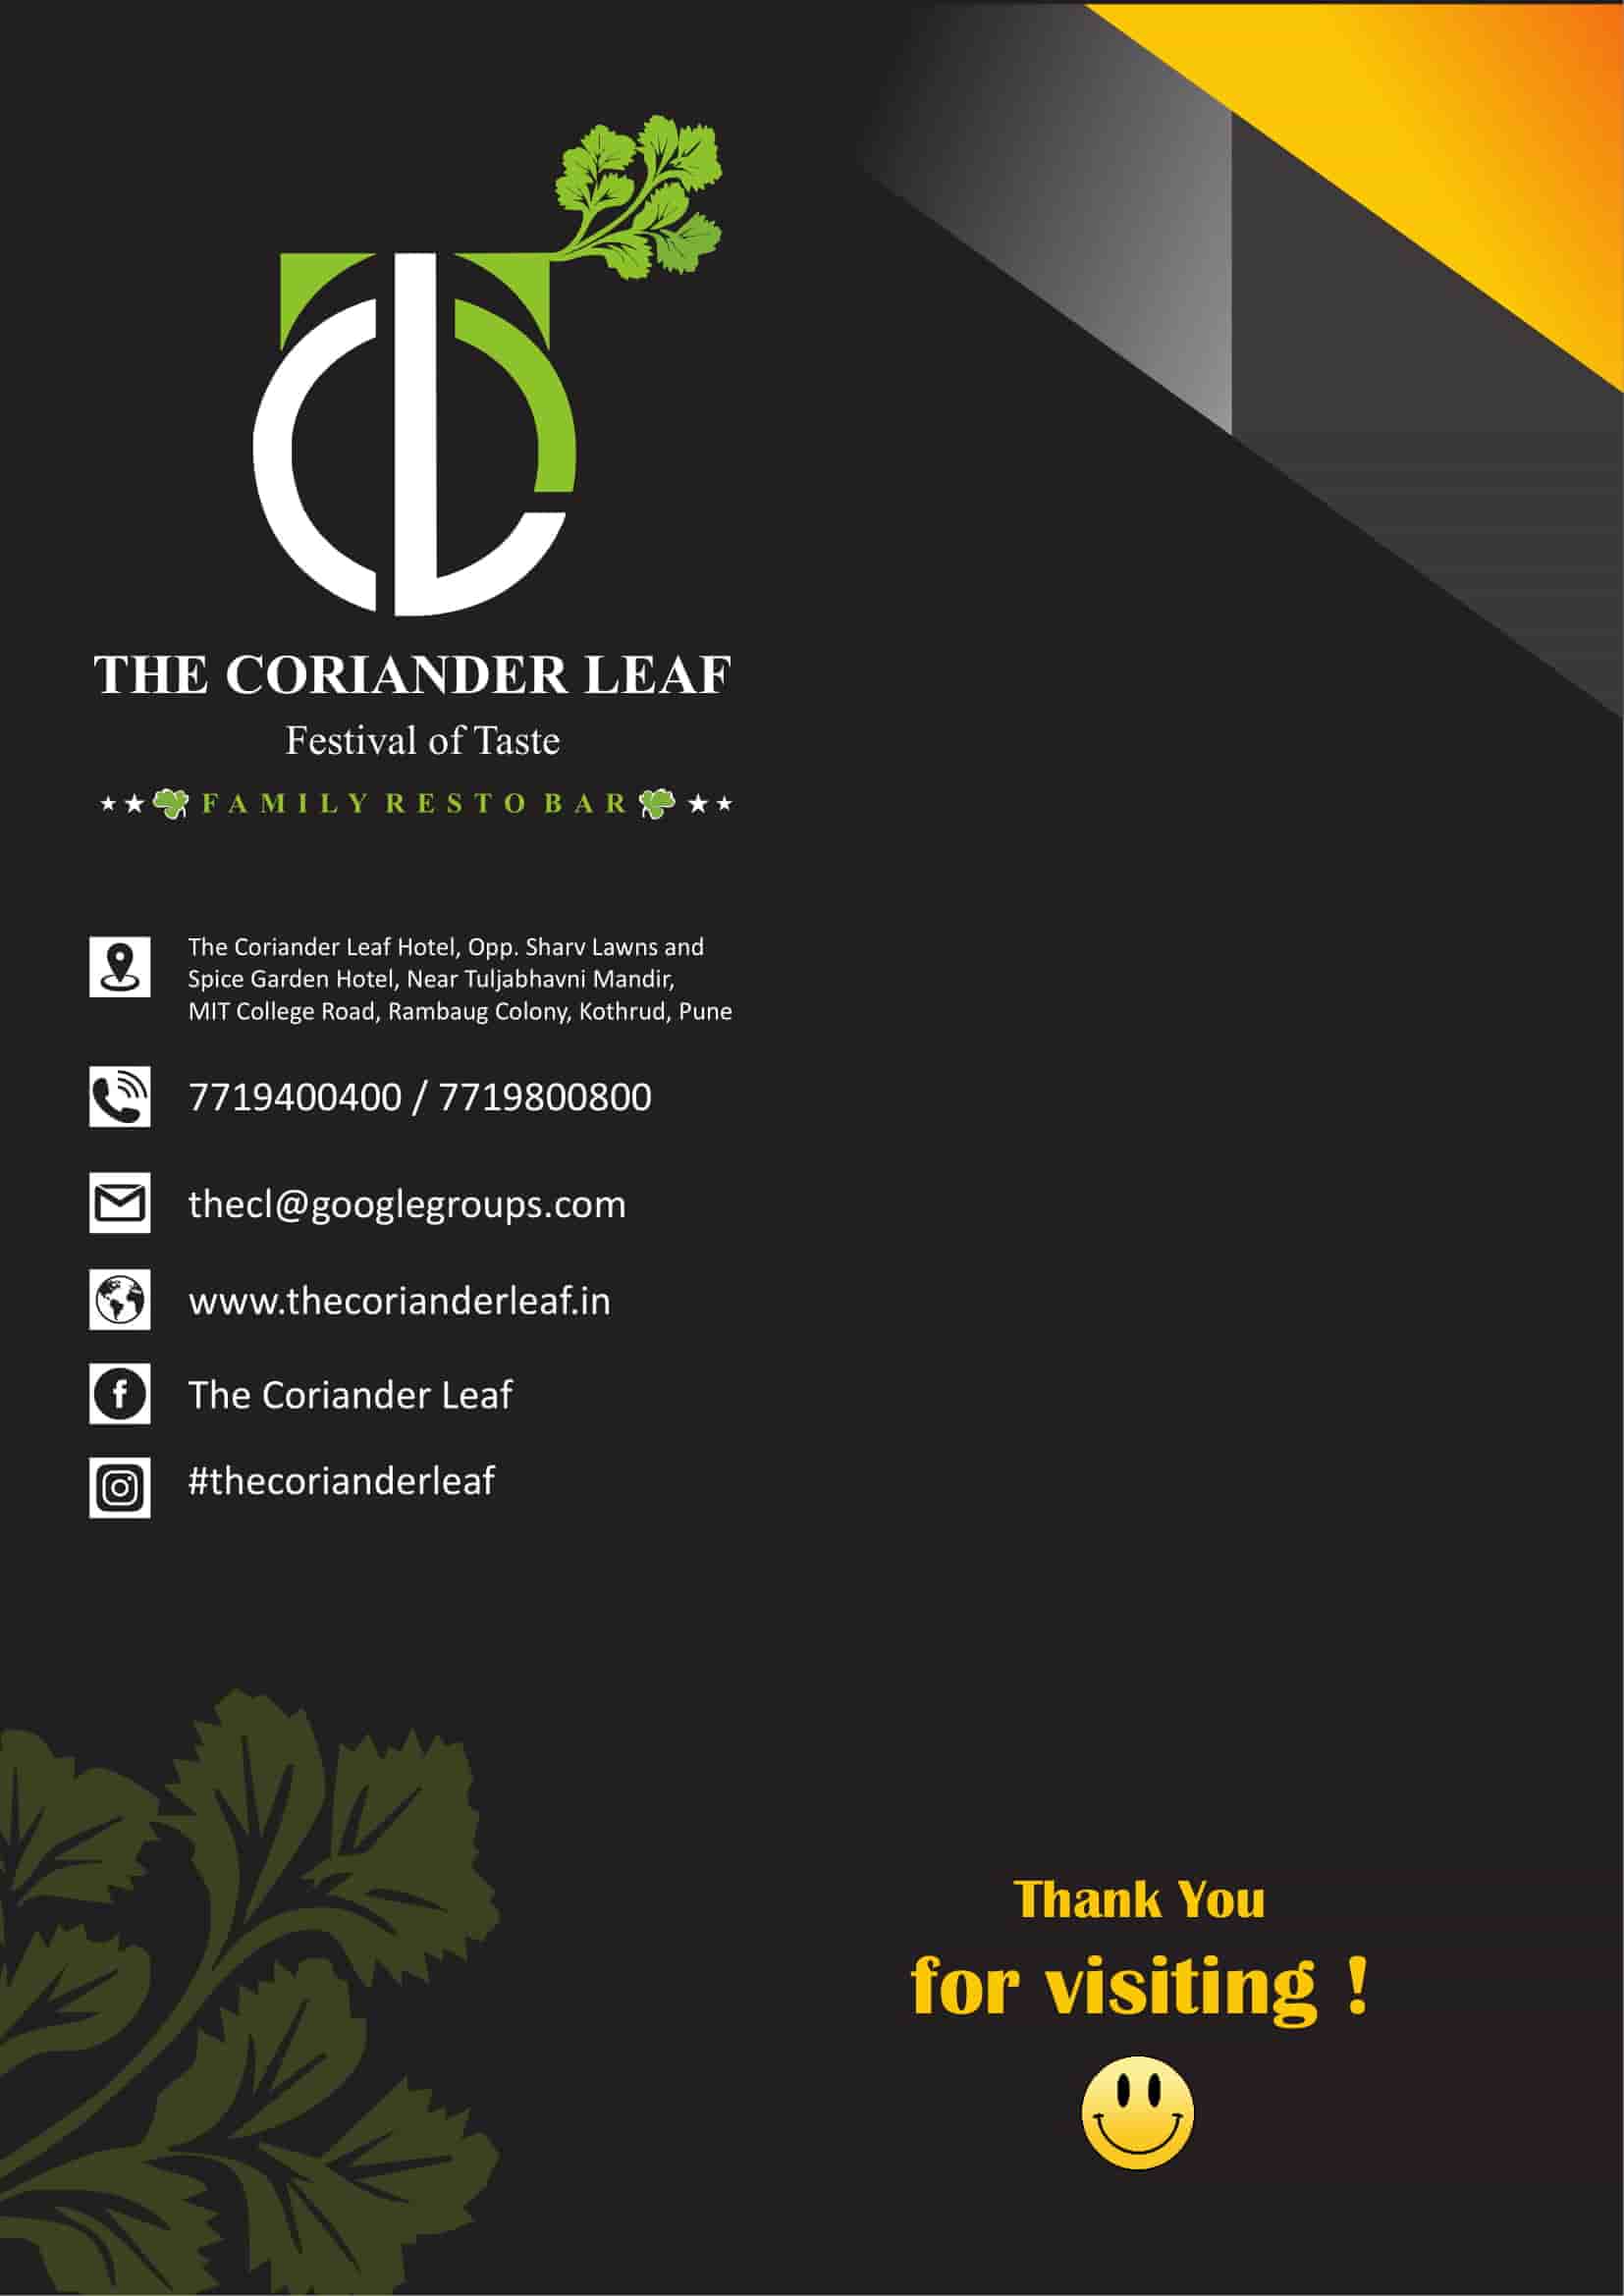 THE CORIANDER LEAF
Festival of Taste
FAMILY RESTO BAR
The Coriander Leaf Hotel, Opp. Sharv Lawns and
Spice Garden Hotel, Near Tuljabhavni Mandir,
MIT College Road, Rambaug Colony, Kothrud, Pune
7719400400 / 7719800800
thecl@googlegroups.com
www.thecorianderleaf.in
The Coriander Leaf
#thecorianderleaf
Thank You
for visiting !